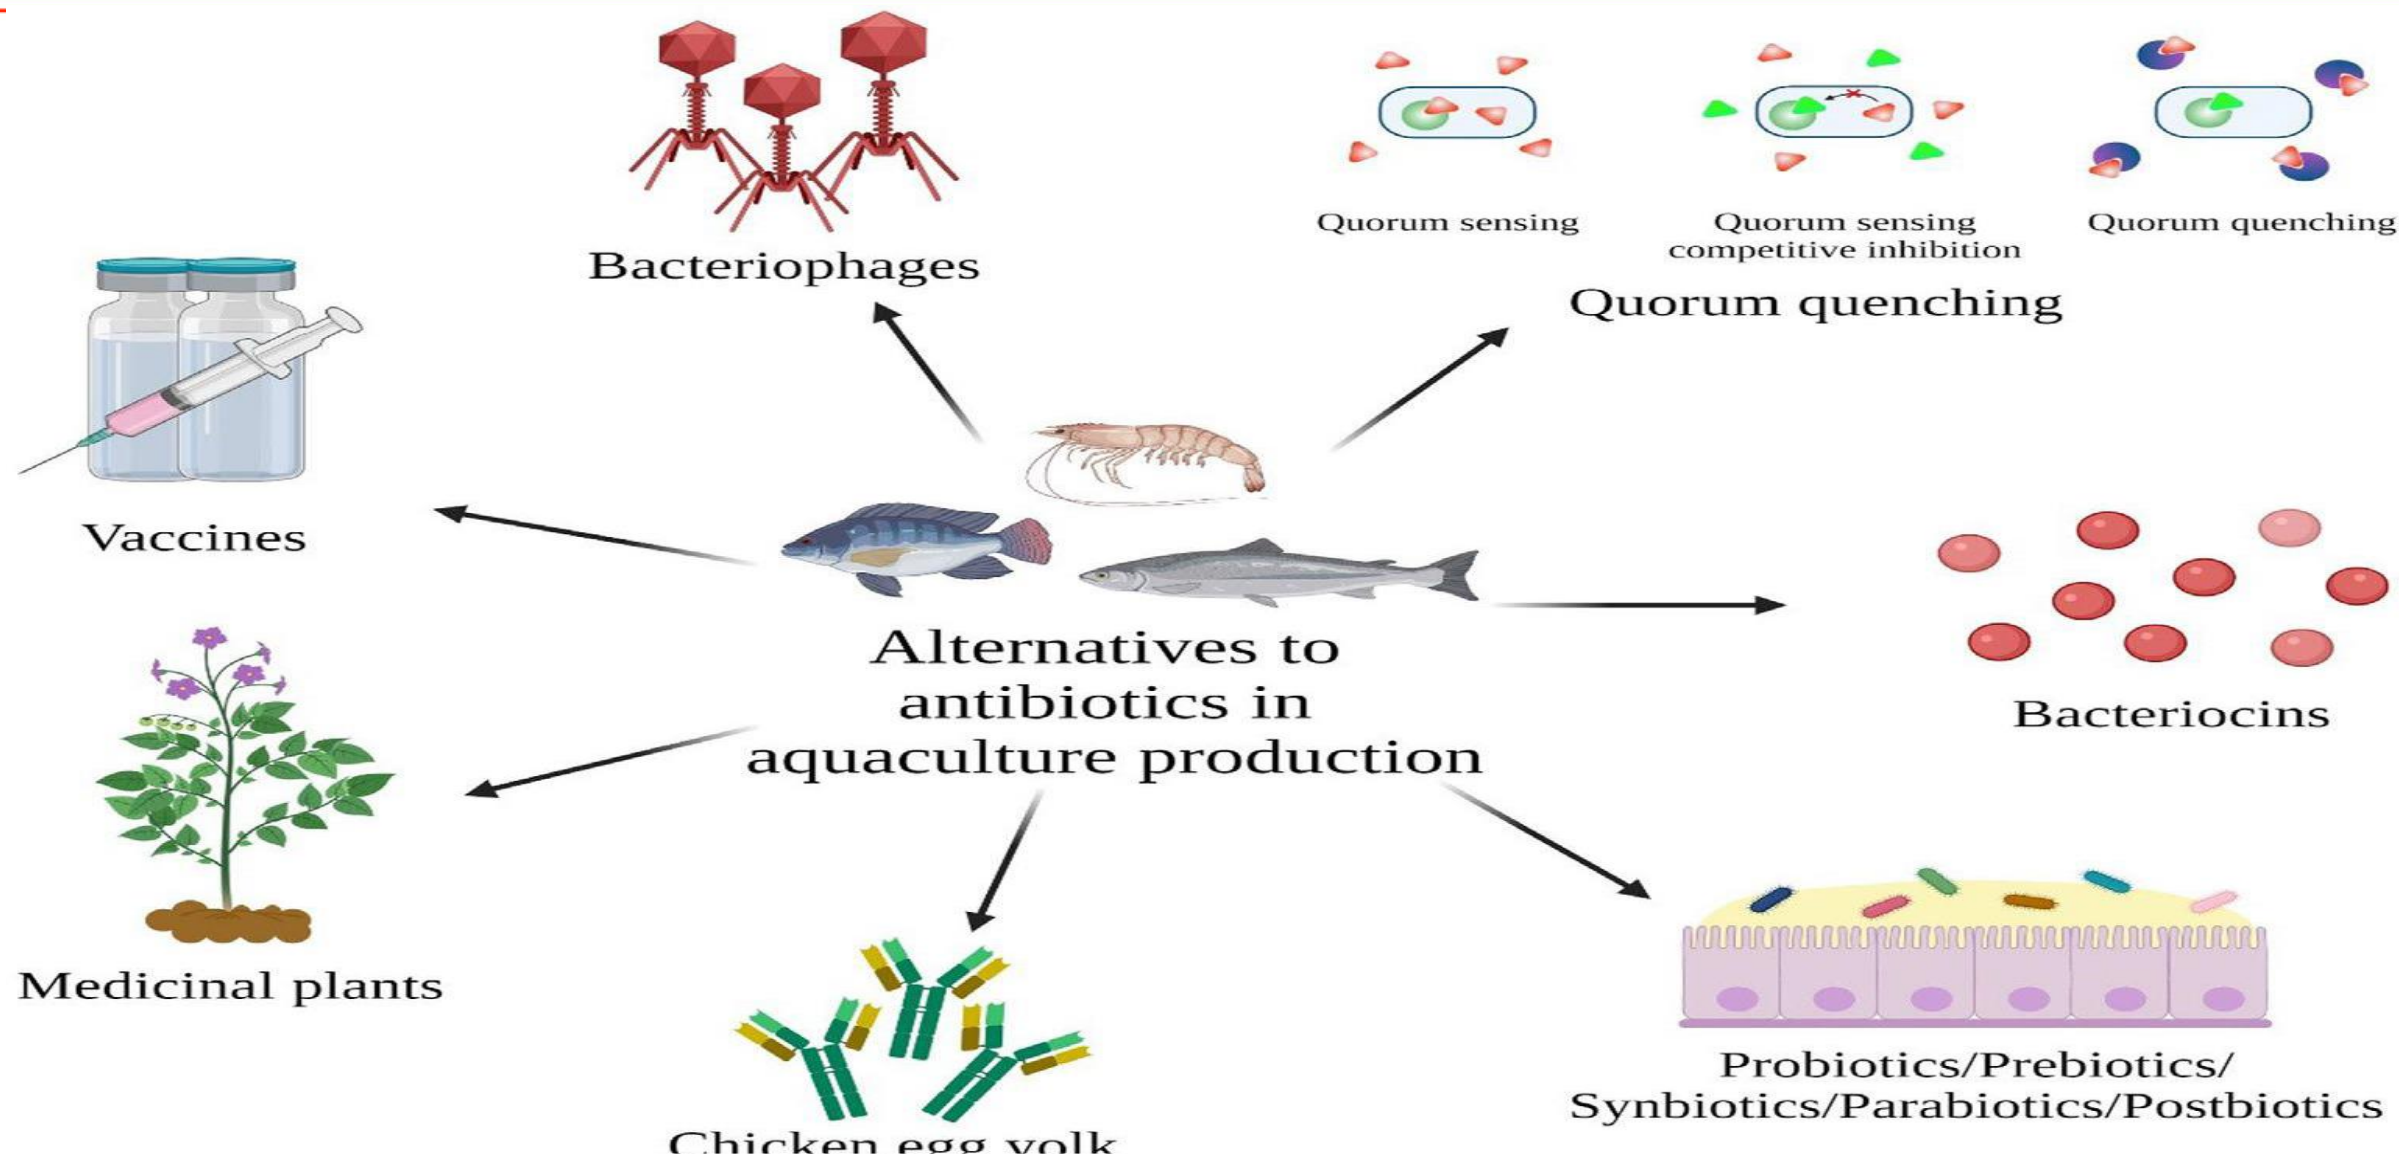 Bacteriophages
Quorum sensing
Quorum sensing
competitive inhibition
Quorum quenching
Quorum quenching
Vaccines
Bacteriocins
Alternatives to
antibiotics in
aquaculture production
Medicinal plants
Probiotics/Prebiotics/
Synbiotics/Parabiotics/Postbiotics
Chicken egg yolk